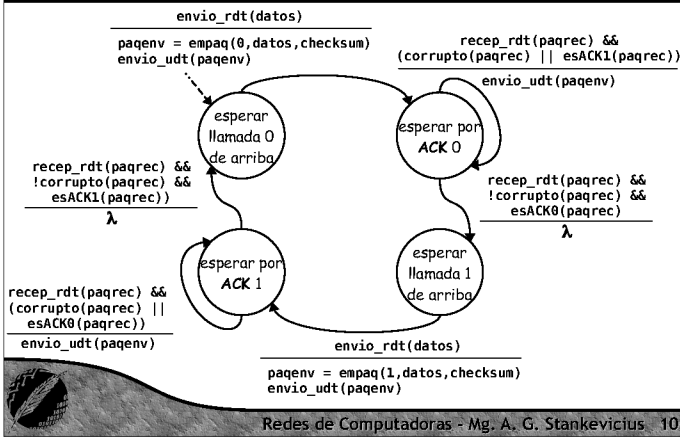 envio_rdt(datos)
paqenv = empaq(0,datos,checksum)
envio_udt(paqenv)
recep_rdt(paqrec) &&
(corrupto(paqrec) || esACK1(paqrec))
envio_udt(paqenv)
esperar
llamada 0
de arriba
esperar por
ACK 0
recep_rdt(paqrec) &&
!corrupto(paqrec) &&
esACK1(paqrec))
λ
recep_rdt(paqrec) &&
!corrupto(paqrec) &&
esACK0(paqrec)
λ
esperar por
ACK 1
esperar
llamada 1
de arriba
recep_rdt(paqrec) &&
(corrupto(paqrec) ||
esACK0(paqrec))
envio_udt(paqenv)
envio_rdt(datos)
paqenv = empaq(1,datos,checksum)
envio_udt(paqenv)
Redes de Computadoras - Mg. A. G. Stankevicius 10